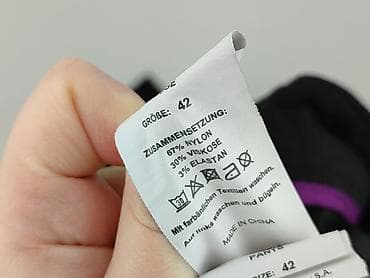 GRÖßE: 42
ZUSAMMENSETZUNG:
67% NYLON
30% VISKOSE
3% ELASTAN
Mit farbähnlichen Textilien waschen.
Auf links waschen und bügeln.
MADE IN CHINA
PANTS
SIZE: 42